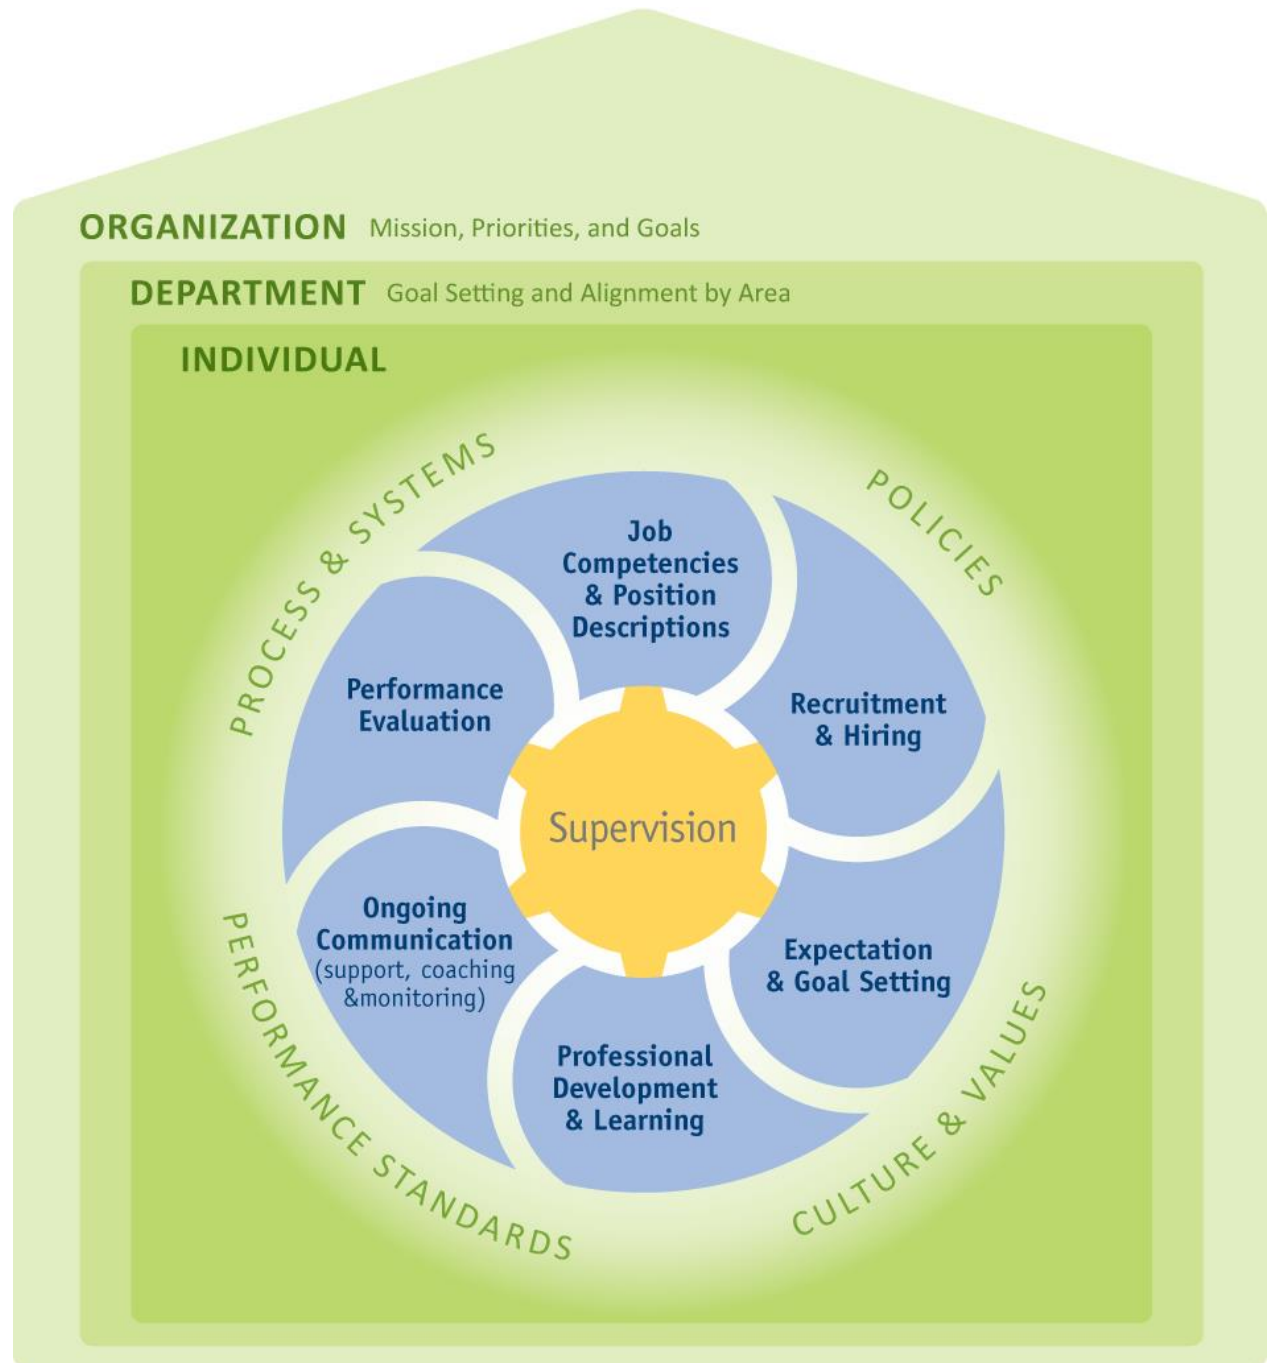 ORGANIZATION Mission, Priorities, and Goals
DEPARTMENT Goal Setting and Alignment by Area
INDIVIDUAL
PROCESS & SYSTEMS
POLICIES
Job
Competencies
& Position
Descriptions
Performance
Evaluation
Recruitment
& Hiring
Supervision
Ongoing
Communication
(support, coaching
&monitoring)
Expectation
& Goal Setting
Professional
Development
& Learning
PERFORMANCE STANDARDS
CULTURE & VALUES